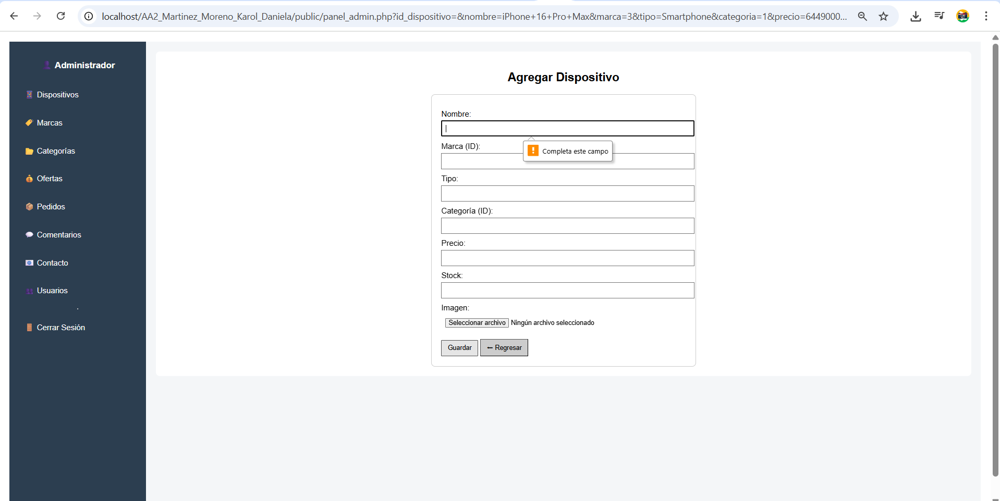 localhost/AA2_Martinez_Moreno_Karol_Daniela/public/panel_admin.php?id_dispositivo=&nombre=iPhone+16+Pro+Max&marca=3&tipo=Smartphone&categoria=1&precio=6449000...
Administrador
Dispositivos
Marcas
Categorías
Ofertas
Pedidos
Comentarios
Contacto
Usuarios
.
Cerrar Sesión
Agregar Dispositivo
Nombre:
Completa este campo
Marca (ID):
Tipo:
Categoría (ID):
Precio:
Stock:
Imagen:
Seleccionar archivo Ningún archivo seleccionado
Guardar ← Regresar